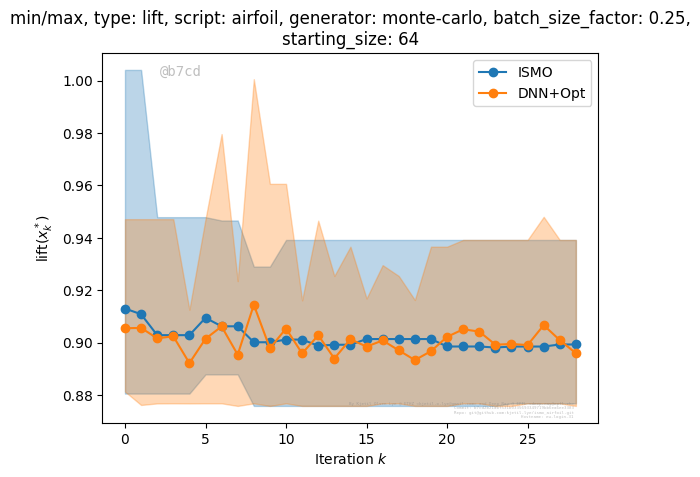 min/max, type: lift, script: airfoil, generator: monte-carlo, batch_size_factor: 0.25,
starting_size: 64
@b7cd
ISMO
DNN+Opt
1.00
0.98
0.96
0.94
0.92
0.90
0.88
lift(x*k)
0 5 10 15 20 25
Iteration k